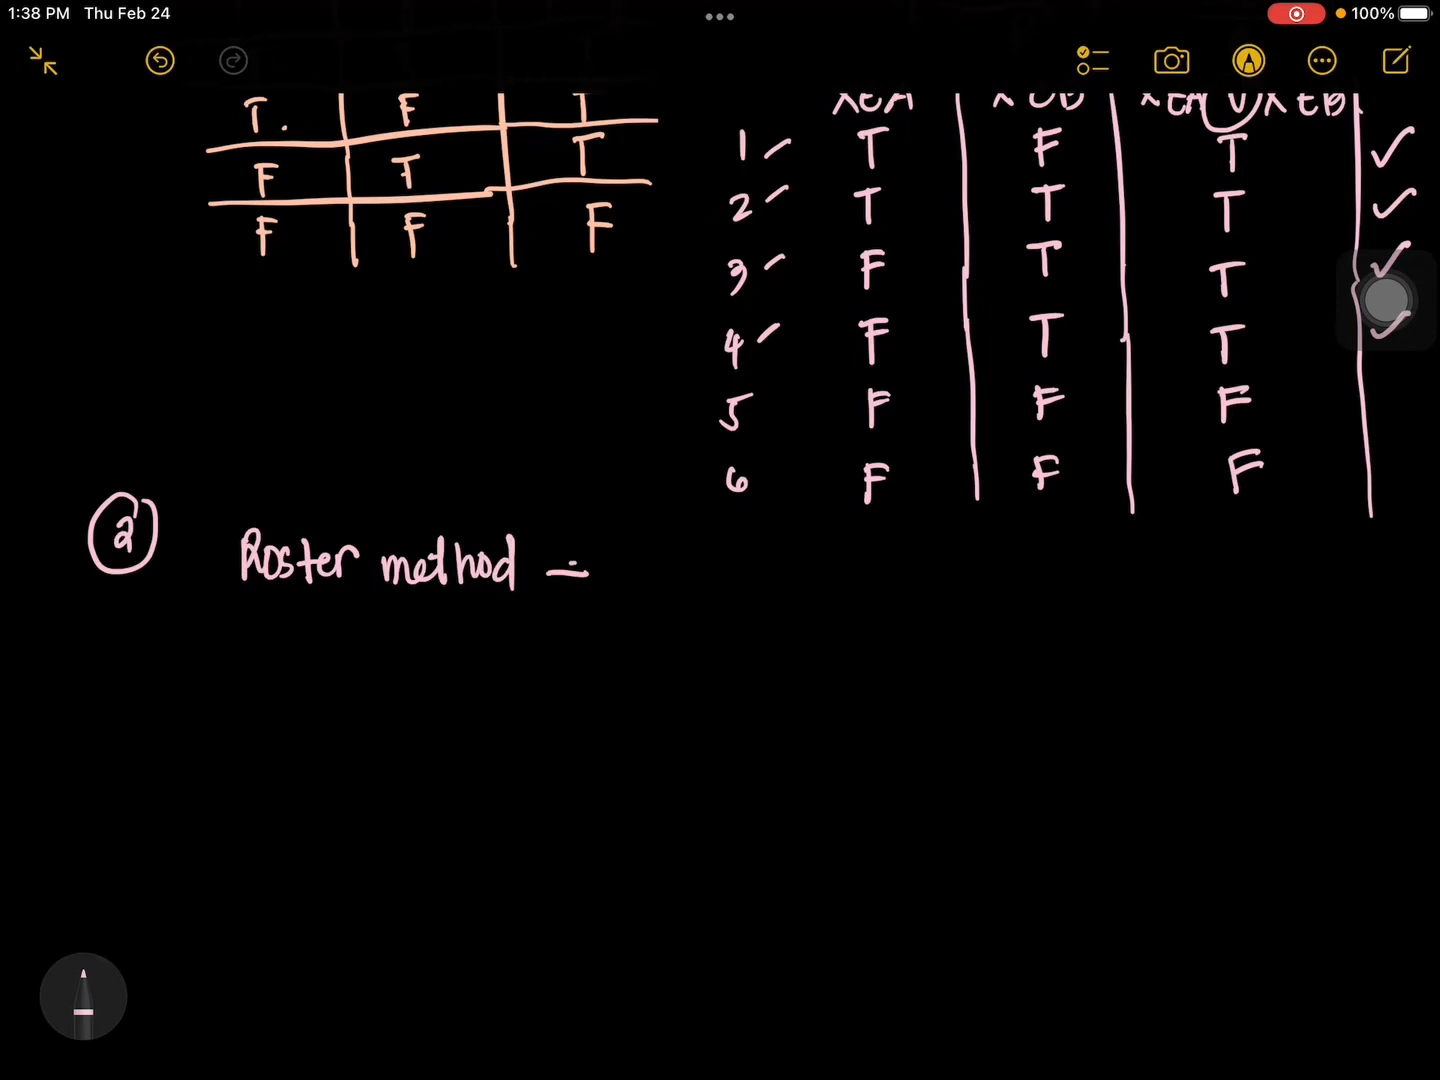 1:38 PM Thu Feb 24 100%
T. F T
F T T
F F F
x∈A x∈B x∈A ∨ x∈B
1 T F T
2 T T T
3 F T T
4 F T T
5 F F F
6 F F F
2 Roster method =